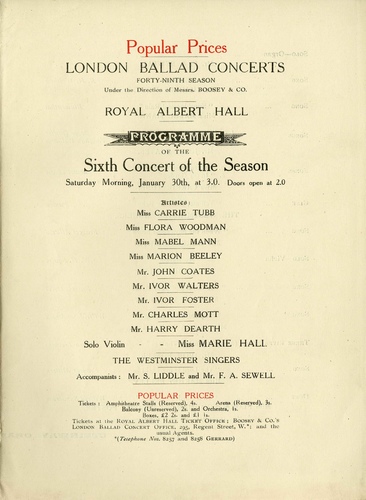 Popular Prices
LONDON BALLAD CONCERTS
FORTY-NINTH SEASON
Under the Direction of Messrs. BOOSEY & CO.
ROYAL ALBERT HALL
PROGRAMME
OF THE
Sixth Concert of the Season
Saturday Morning, January 30th, at 3.0. Doors open at 2.0
Artistes:
Miss CARRIE TUBB
Miss FLORA WOODMAN
Miss MABEL MANN
Miss MARION BEELEY
Mr. JOHN COATES
Mr. IVOR WALTERS
Mr. IVOR FOSTER
Mr. CHARLES MOTT
Mr. HARRY DEARTH
Solo Violin - - Miss MARIE HALL
THE WESTMINSTER SINGERS
Accompanists: Mr. S. LIDDLE and Mr. F. A. SEWELL
POPULAR PRICES
Tickets: Amphitheatre Stalls (Reserved), 4s. Arena (Reserved), 3s.
Balcony (Unreserved), 2s. and Orchestra, 1s.
Boxes, £2 2s. and £1 1s.
Tickets at the ROYAL ALBERT HALL TICKET OFFICE; BOOSEY & CO.'S
LONDON BALLAD CONCERT OFFICE, 295, Regent Street, W.*; and the
usual Agents.
*(Telephone Nos. 8257 and 8258 GERRARD)